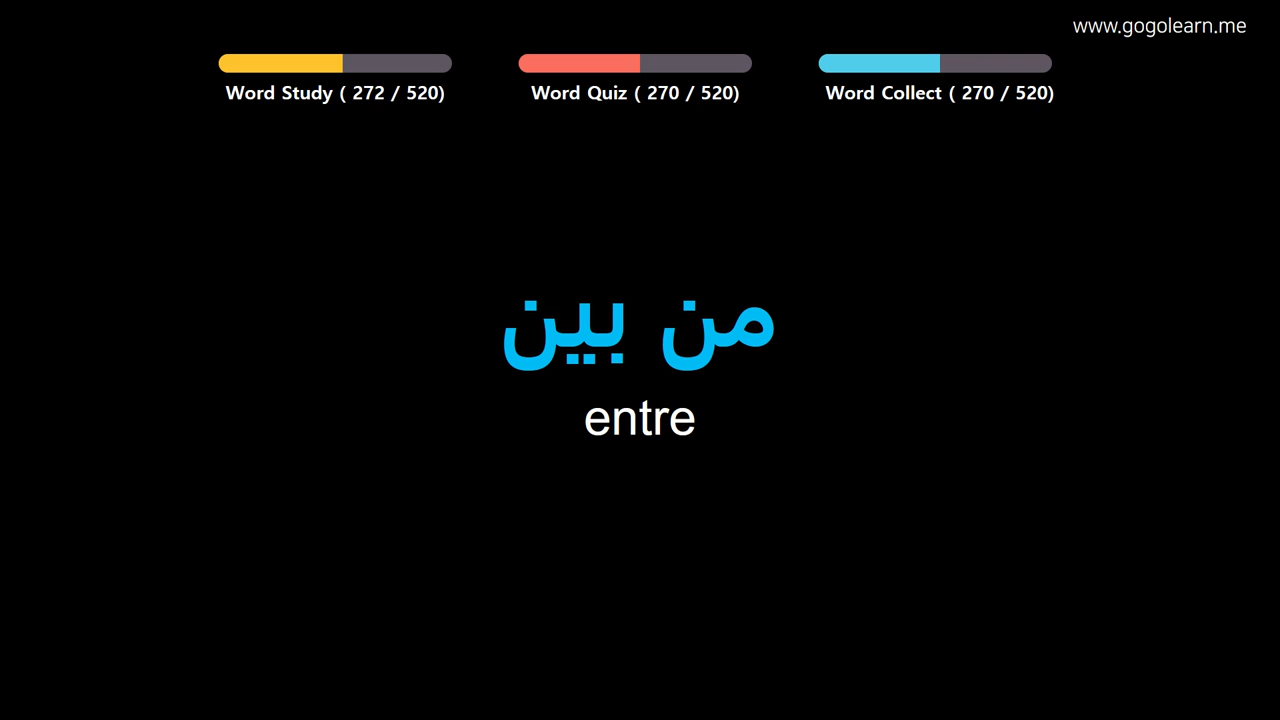 www.gogolearn.me
Word Study ( 272 / 520)
Word Quiz ( 270 / 520)
Word Collect ( 270 / 520)
من بين
entre